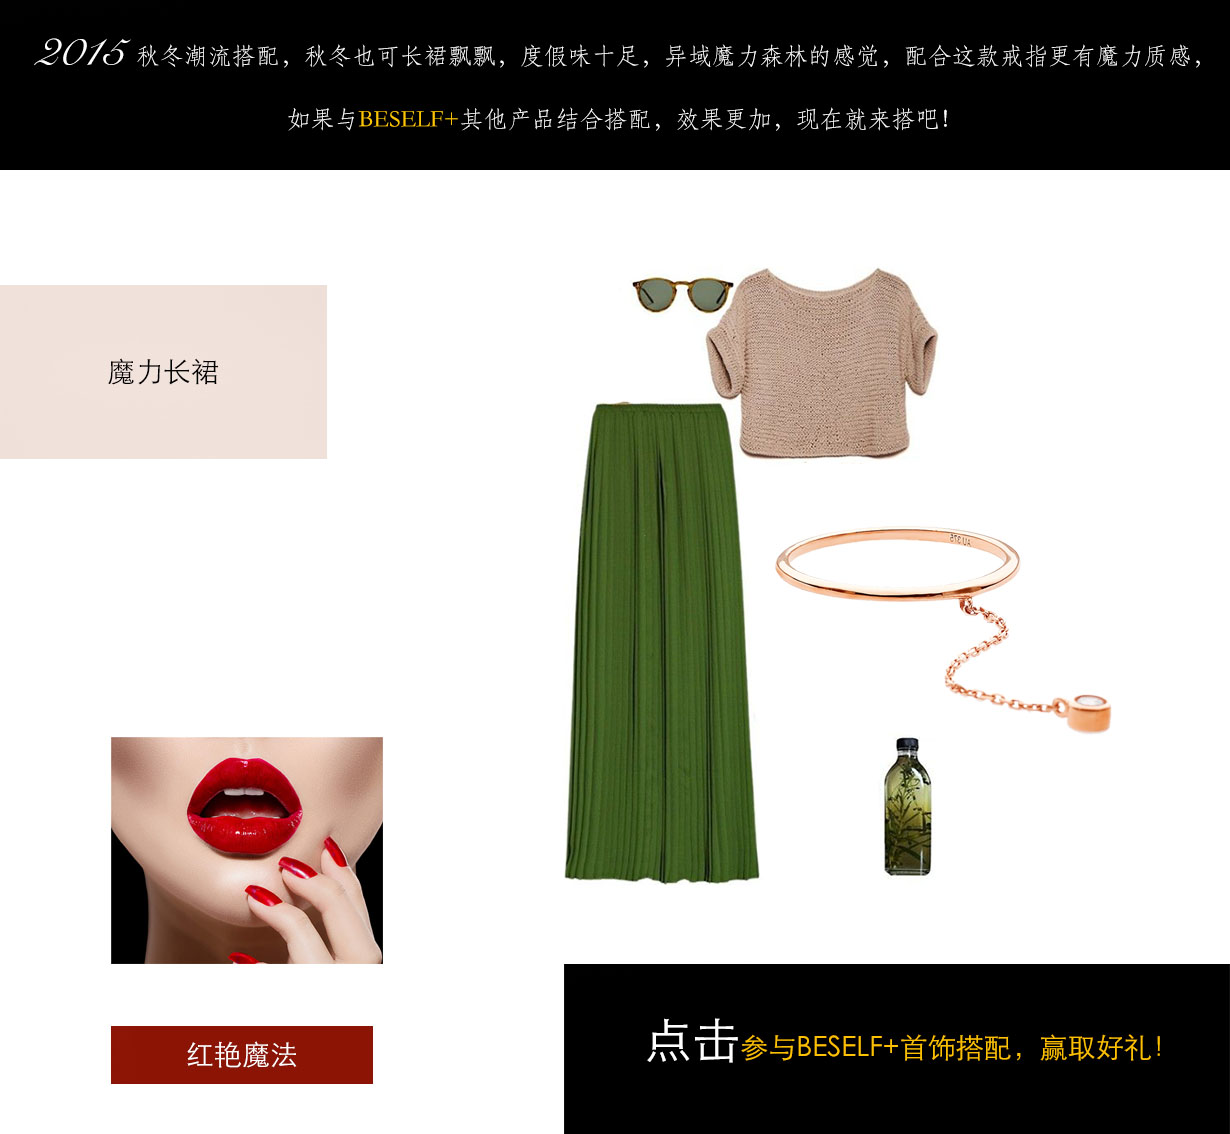 2015 秋冬潮流搭配，秋冬也可长裙飘飘，度假味十足，异域魔力森林的感觉，配合这款戒指更有魔力质感，
如果与BESELF+其他产品结合搭配，效果更加，现在就来搭吧！
魔力长裙
AU 375
红艳魔法
点击参与BESELF+首饰搭配，赢取好礼！